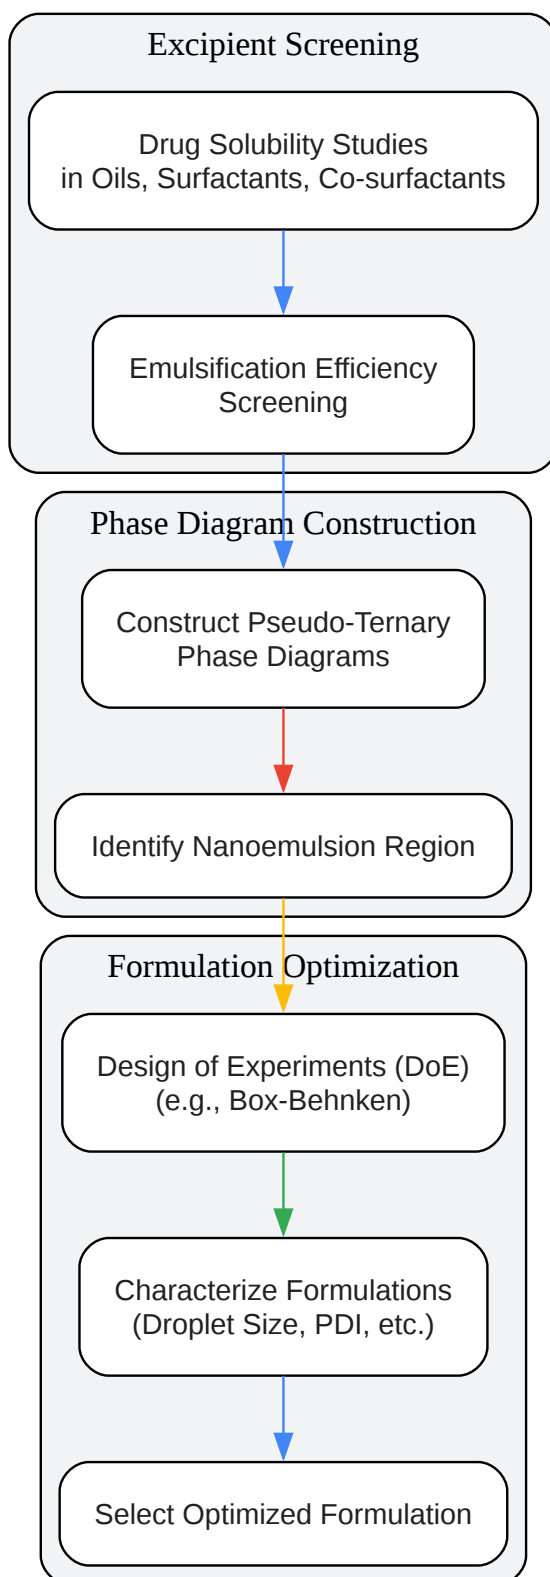 Excipient Screening
Drug Solubility Studies
in Oils, Surfactants, Co-surfactants
Emulsification Efficiency
Screening
Phase Diagram Construction
Construct Pseudo-Ternary
Phase Diagrams
Identify Nanoemulsion Region
Formulation Optimization
Design of Experiments (DoE)
(e.g., Box-Behnken)
Characterize Formulations
(Droplet Size, PDI, etc.)
Select Optimized Formulation